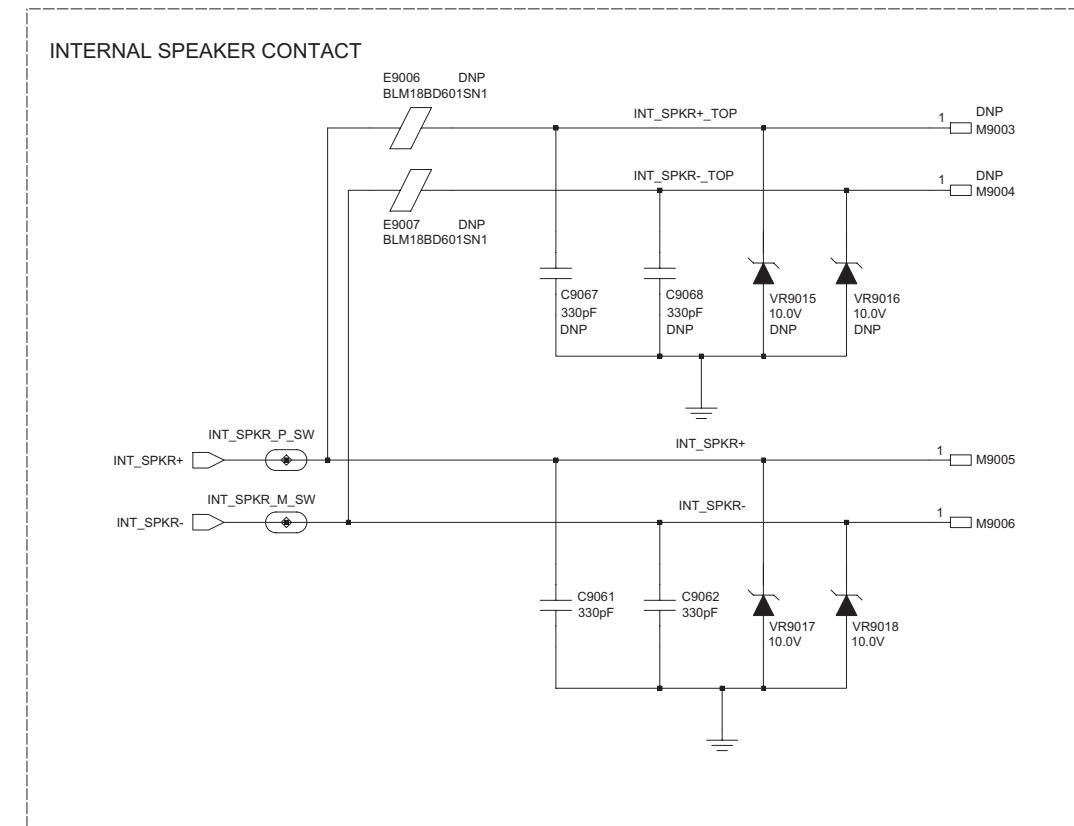 INTERNAL SPEAKER CONTACT
E9006 DNP
BLM18BD601SN1
INT_SPKR+_TOP
1
DNP
M9003
INT_SPKR-_TOP
1
DNP
M9004
E9007 DNP
BLM18BD601SN1
C9067
330pF
DNP
C9068
330pF
DNP
VR9015
10.0V
DNP
VR9016
10.0V
DNP
INT_SPKR_P_SW
INT_SPKR+
INT_SPKR+
1
M9005
INT_SPKR_M_SW
INT_SPKR-
INT_SPKR-
1
M9006
C9061
330pF
C9062
330pF
VR9017
10.0V
VR9018
10.0V